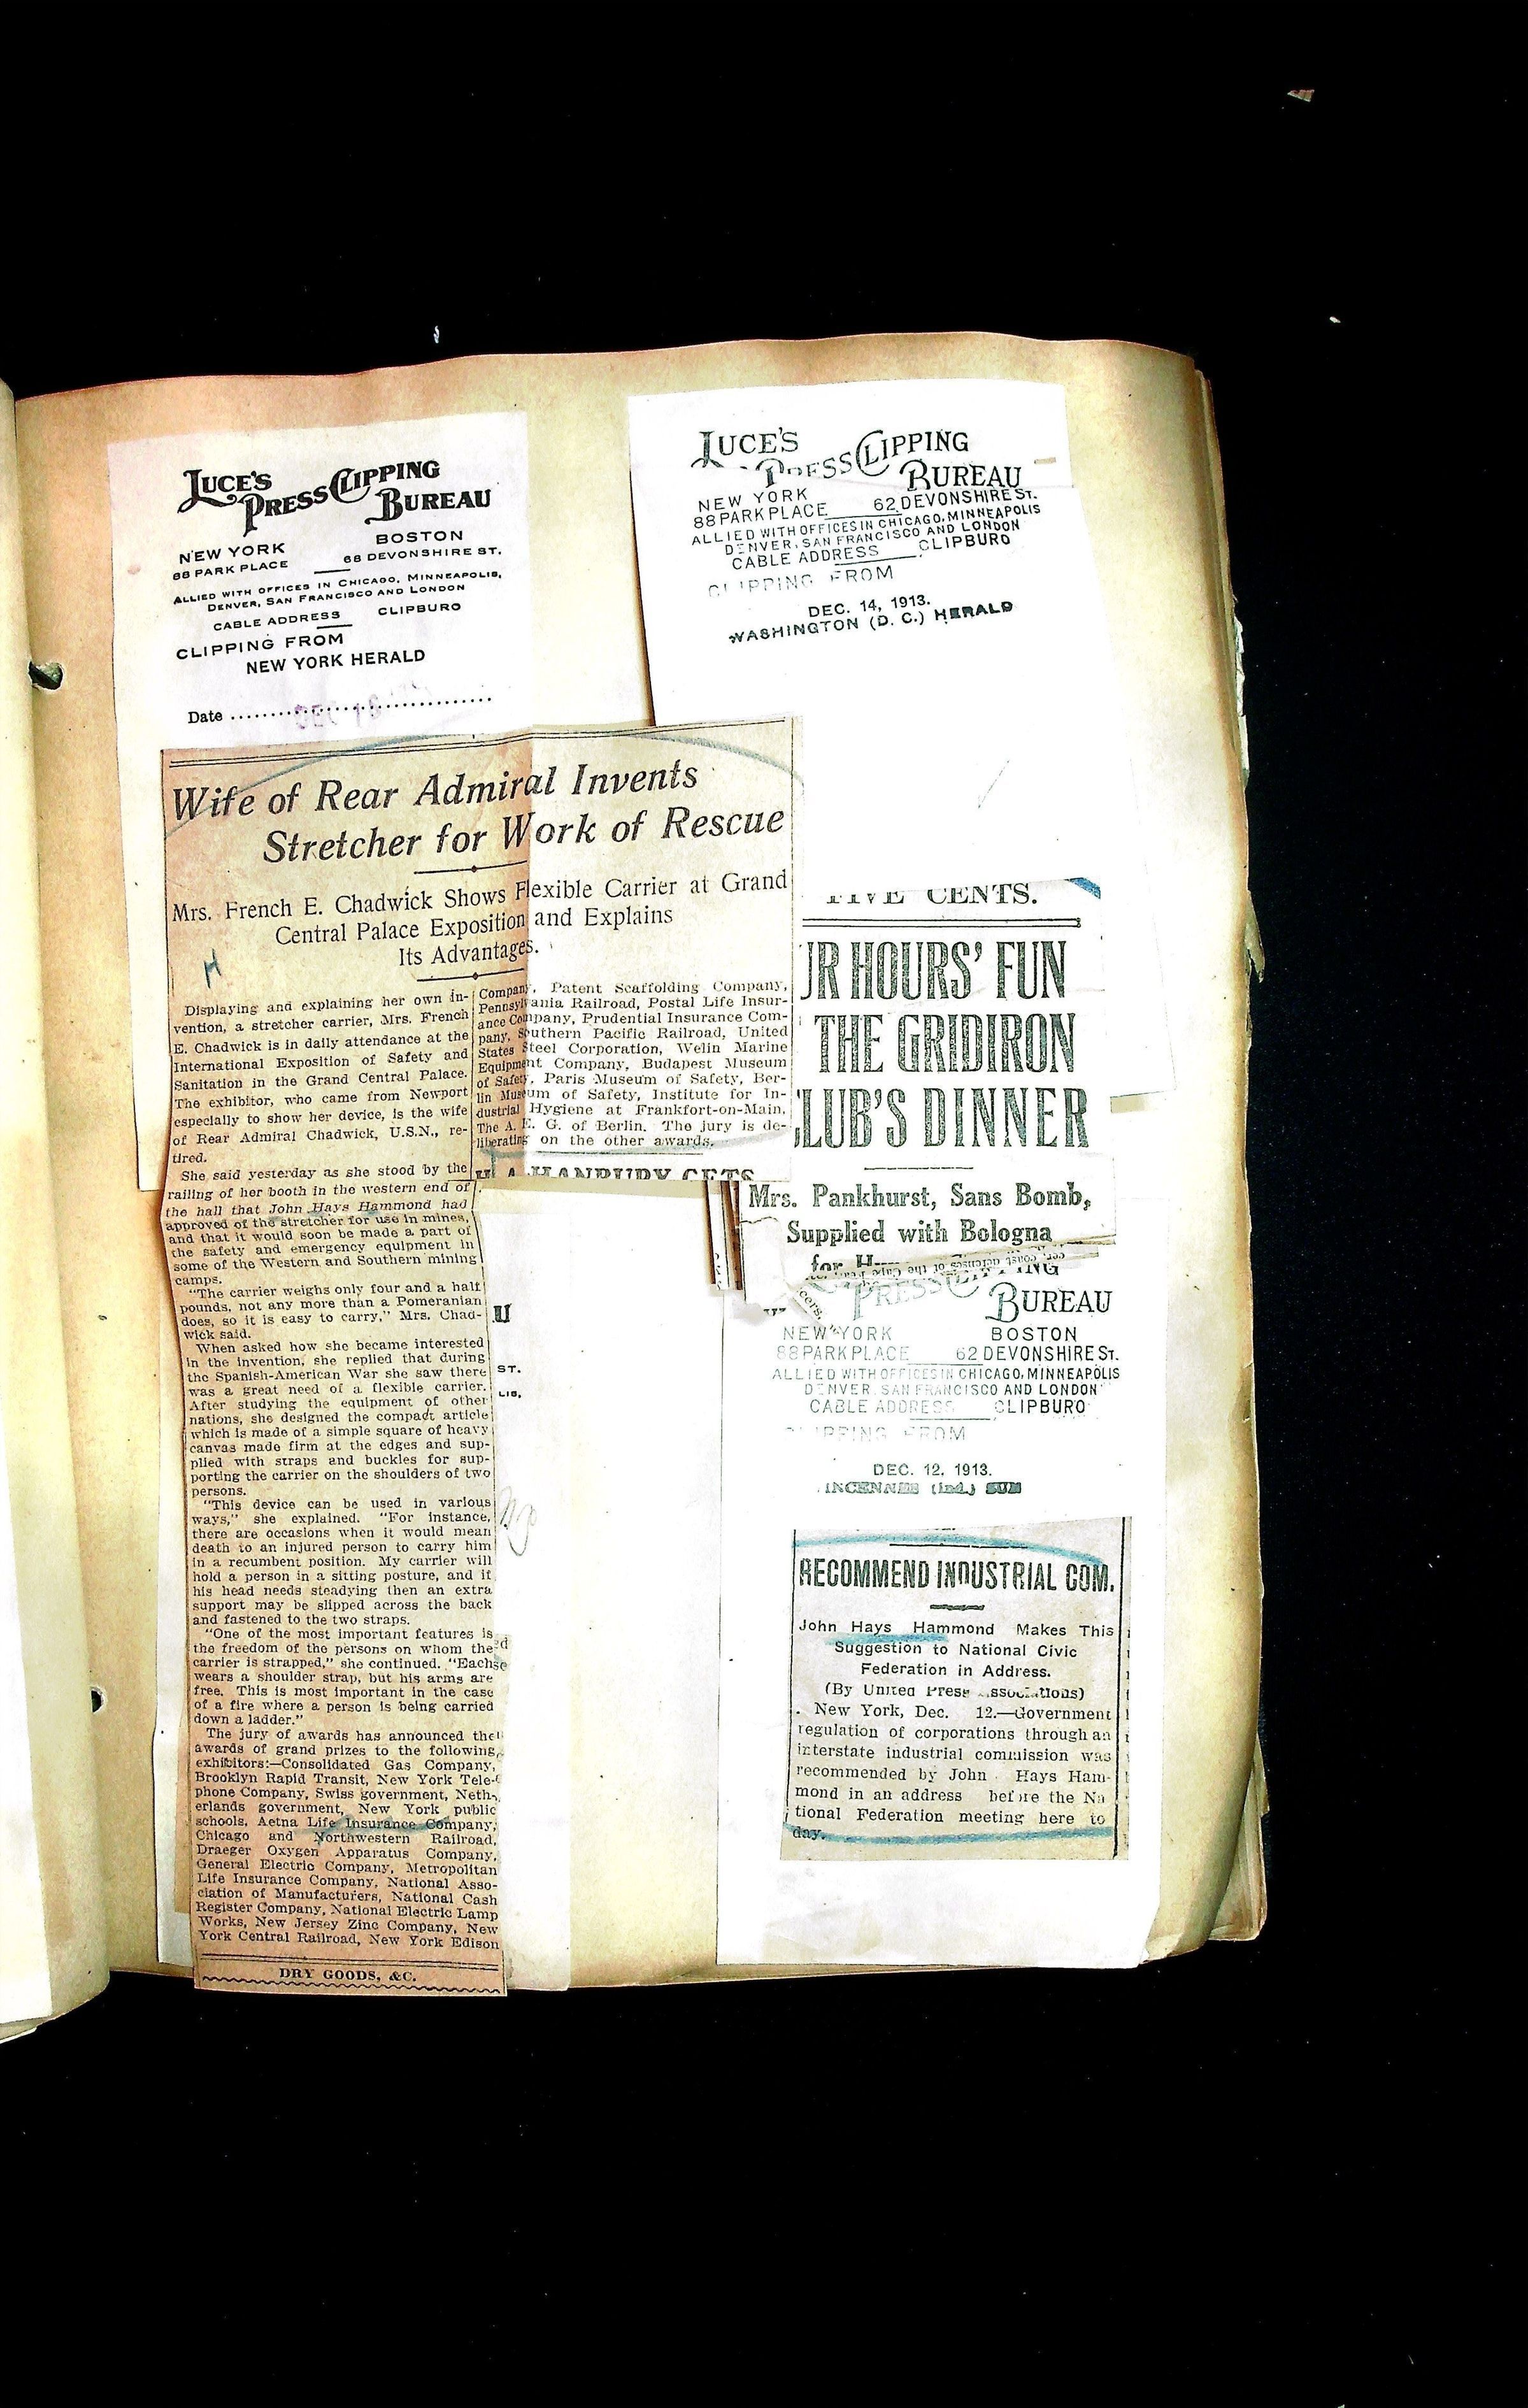 LUCE'S
PRESS CLIPPING
BUREAU
NEW YORK
BOSTON
88 PARK PLACE
68 DEVONSHIRE ST.
ALLIED WITH OFFICES IN CHICAGO, MINNEAPOLIS,
DENVER, SAN FRANCISCO AND LONDON
CABLE ADDRESS CLIPBURO
CLIPPING FROM
NEW YORK HERALD
Date
Wife of Rear Admiral Invents
Stretcher for Work of Rescue
Mrs. French E. Chadwick Shows Flexible Carrier at Grand
Central Palace Exposition and Explains
Its Advantages.
H
Displaying and explaining her own in-
vention, a stretcher carrier, Mrs. French
E. Chadwick is in daily attendance at the
International Exposition of Safety and
Sanitation in the Grand Central Palace.
The exhibitor, who came from Newport
especially to show her device, is the wife
of Rear Admiral Chadwick, U.S.N., re-
tired.
She said yesterday as she stood by the
railing of her booth in the western end of
the hall that John Hays Hammond had
approved of the stretcher for use in mines,
and that it would soon be made a part of
the safety and emergency equipment in
some of the Western and Southern mining
camps.
"The carrier weighs only four and a half
pounds, not any more than a Pomeranian
does, so it is easy to carry," Mrs. Chad-
wick said.
When asked how she became interested
in the invention, she replied that during
the Spanish-American War she saw there
was a great need of a flexible carrier.
After studying the equipment of other
nations, she designed the compact article
which is made of a simple square of heavy
canvas made firm at the edges and sup-
plied with straps and buckles for sup-
porting the carrier on the shoulders of two
persons.
"This device can be used in various
ways," she explained. "For instance,
there are occasions when it would mean
death to an injured person to carry him
in a recumbent position. My carrier will
hold a person in a sitting posture, and if
his head needs steadying then an extra
support may be slipped across the back
and fastened to the two straps.
"One of the most important features is
the freedom of the persons on whom the
carrier is strapped," she continued. "Each
wears a shoulder strap, but his arms are
free. This is most important in the case
of a fire where a person is being carried
down a ladder."
The jury of awards has announced the
awards of grand prizes to the following
exhibitors:—Consolidated Gas Company,
Brooklyn Rapid Transit, New York Tele-
phone Company, Swiss government, Neth-
erlands government, New York public
schools, Aetna Life Insurance Company,
Chicago and Northwestern Railroad,
Draeger Oxygen Apparatus Company,
General Electric Company, Metropolitan
Life Insurance Company, National Asso-
ciation of Manufacturers, National Cash
Register Company, National Electric Lamp
Works, New Jersey Zinc Company, New
York Central Railroad, New York Edison
DRY GOODS, &C.
Company, Patent Scaffolding Company,
Pennsylvania Railroad, Postal Life Insur-
ance Company, Prudential Insurance Com-
pany, Southern Pacific Railroad, United
States Steel Corporation, Welin Marine
Equipment Company, Budapest Museum
of Safety, Paris Museum of Safety, Ber-
lin Museum of Safety, Institute for In-
dustrial Hygiene at Frankfort-on-Main,
The A. E. G. of Berlin. The jury is de-
liberating on the other awards.
HANBURY GETS
ST.
LIS,
LUCE'S
PRESS CLIPPING
BUREAU
NEW YORK
88 PARK PLACE 62 DEVONSHIRE ST.
ALLIED WITH OFFICES IN CHICAGO, MINNEAPOLIS
DENVER, SAN FRANCISCO AND LONDON
CABLE ADDRESS CLIPBURO
CLIPPING FROM
DEC. 14, 1913.
WASHINGTON (D. C.) HERALD
FIVE CENTS.
UR HOURS' FUN
THE GRIDIRON
CLUB'S DINNER
Mrs. Pankhurst, Sans Bomb,
Supplied with Bologna
for
PRESS CLIPPING
BUREAU
NEW YORK BOSTON
88 PARK PLACE 62 DEVONSHIRE ST.
ALLIED WITH OFFICES IN CHICAGO, MINNEAPOLIS
DENVER, SAN FRANCISCO AND LONDON
CABLE ADDRESS CLIPBURO
CLIPPING FROM
DEC. 12, 1913.
INCENNES (Ind.) SUN
RECOMMEND INDUSTRIAL COM.
John Hays Hammond Makes This
Suggestion to National Civic
Federation in Address.
(By United Press Associations)
New York, Dec. 12.—Government
regulation of corporations through an
interstate industrial commission was
recommended by John Hays Ham-
mond in an address before the Na
tional Federation meeting here to
day.